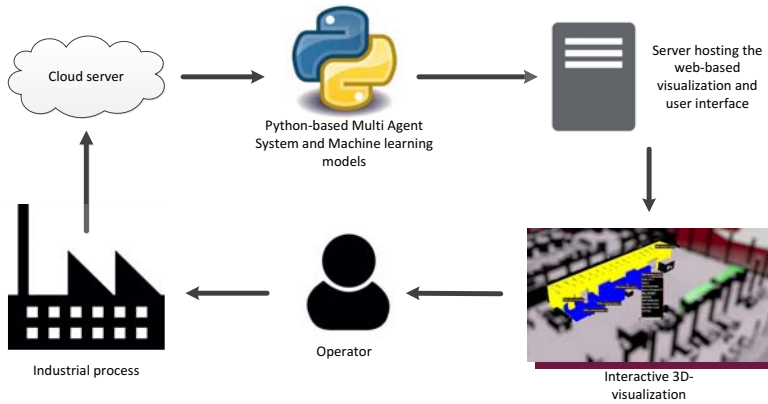 Cloud server
Python-based Multi Agent
System and Machine learning
models
Server hosting the
web-based
visualization and
user interface
Industrial process
Operator
Interactive 3D-
visualization